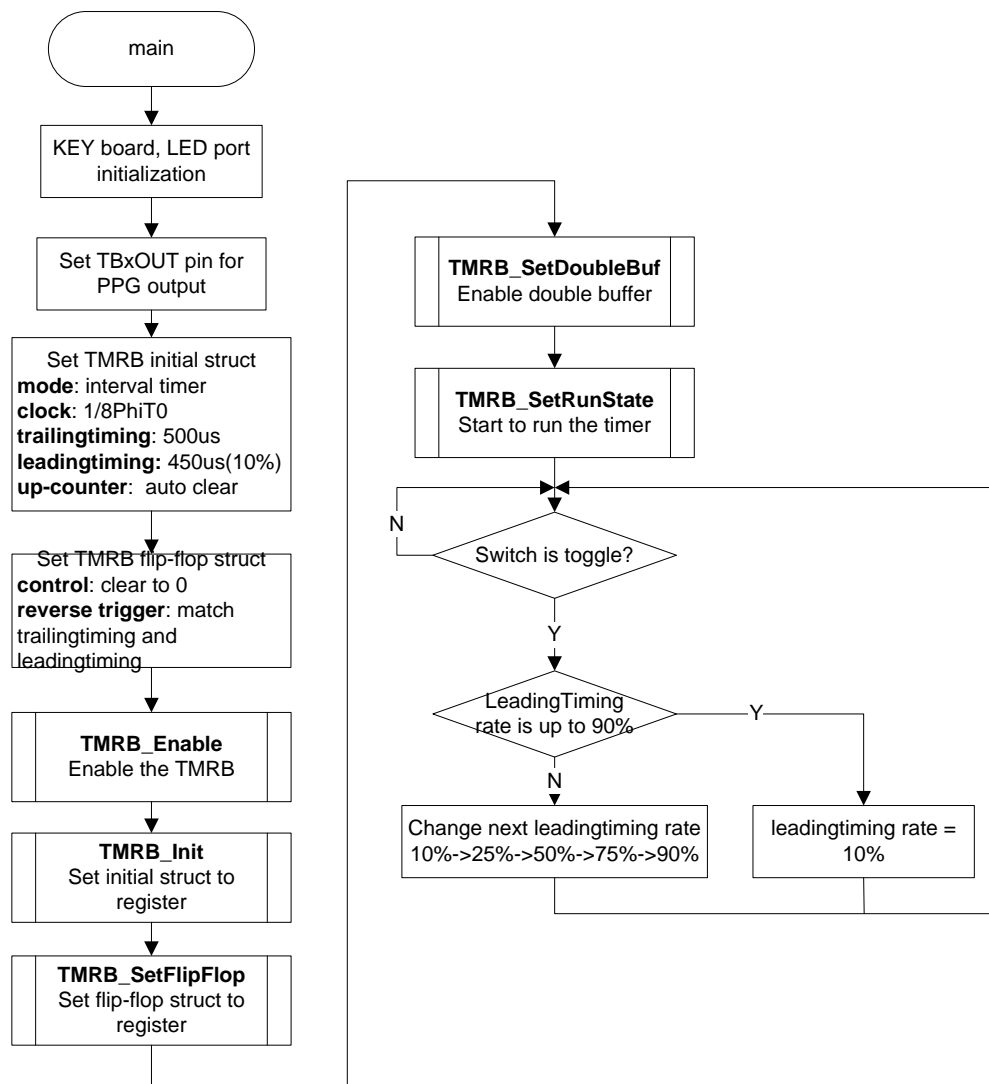 main
KEY board, LED port
initialization
Set TBxOUT pin for
PPG output
Set TMRB initial struct
mode: interval timer
clock: 1/8PhiT0
trailingtiming: 500us
leadingtiming: 450us(10%)
up-counter:  auto clear
Set TMRB flip-flop struct
control: clear to 0
reverse trigger: match
trailingtiming and
leadingtiming
TMRB_Enable
Enable the TMRB
TMRB_Init
Set initial struct to
register
TMRB_SetFlipFlop
Set flip-flop struct to
register
TMRB_SetDoubleBuf
Enable double buffer
TMRB_SetRunState
Start to run the timer
N
Switch is toggle?
Y
LeadingTiming
rate is up to 90%
Y
N
Change next leadingtiming rate
10%->25%->50%->75%->90%
leadingtiming rate =
10%